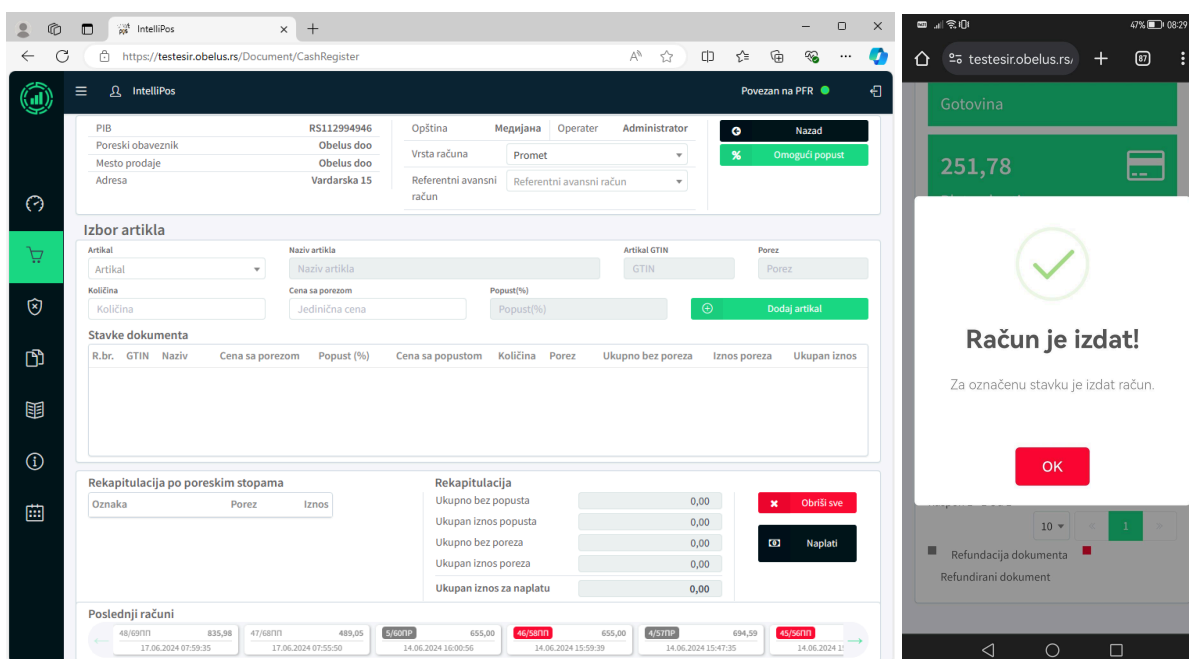 IntelliPos
https://testesir.obelus.rs/Document/CashRegister
IntelliPos
Povezan na PFR
PIB RS112994946
Poreski obaveznik Obelus doo
Mesto prodaje Obelus doo
Adresa Vardarska 15
Opština Медијана Operater Administrator
Vrsta računa Promet
Referentni avansni račun Referentni avansni račun
Nazad
Omogući popust
Izbor artikla
Artikal Naziv artikla Artikal GTIN Porez
Artikal Naziv artikla GTIN Porez
Količina Cena sa porezom Popust(%)
Količina Jedinična cena Popust(%) Dodaj artikal
Stavke dokumenta
R.br. GTIN Naziv Cena sa porezom Popust (%) Cena sa popustom Količina Porez Ukupno bez poreza Iznos poreza Ukupan iznos
Rekapitulacija po poreskim stopama
Oznaka Porez Iznos
Rekapitulacija
Ukupno bez popusta 0,00
Ukupan iznos popusta 0,00
Ukupno bez poreza 0,00
Ukupan iznos poreza 0,00
Ukupan iznos za naplatu 0,00
Obriši sve
Naplati
Poslednji računi
48/69ПП 835,98 47/68ПП 489,05 5/60ПР 655,00 46/58ПП 655,00 4/57ПР 694,59 45/56ПП
17.06.2024 07:59:35 17.06.2024 07:55:50 14.06.2024 16:00:56 14.06.2024 15:59:39 14.06.2024 15:47:35 14.06.2024 15
47% 08:29
testesir.obelus.rs/ 87
Gotovina
251,78
Račun je izdat!
Za označenu stavku je izdat račun.
OK
10 1
Refundacija dokumenta
Refundirani dokument